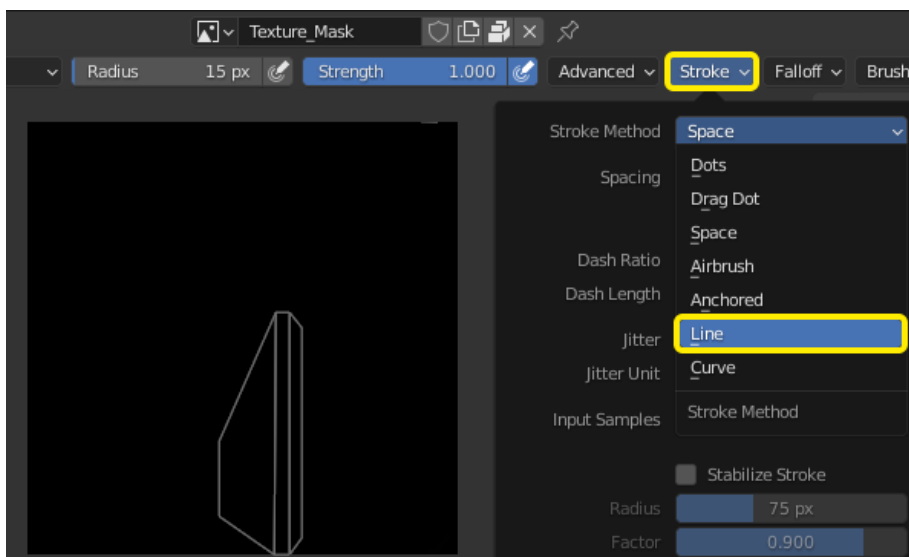 Texture_Mask
Radius 15 px Strength 1.000 Advanced Stroke Falloff Brush
Stroke Method Space
Dots
Spacing
Drag Dot
Space
Dash Ratio
Airbrush
Dash Length
Anchored
Jitter
Line
Jitter Unit
Curve
Input Samples
Stroke Method
Stabilize Stroke
Radius 75 px
Factor 0.900